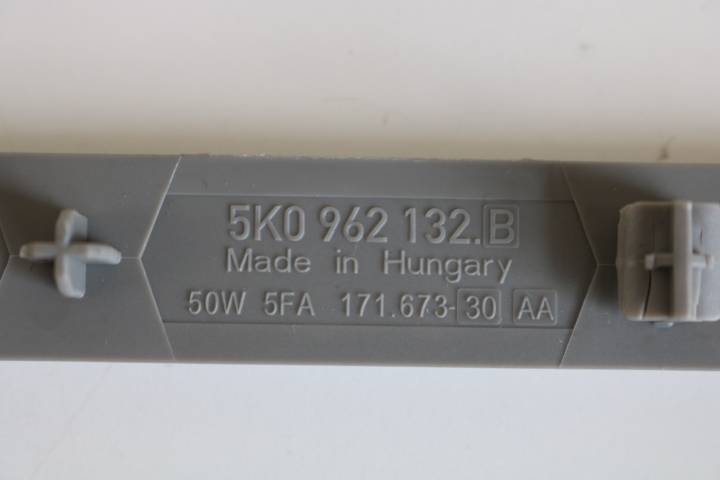 5K0 962 132.B
Made in Hungary
50W 5FA 171.673-30 AA